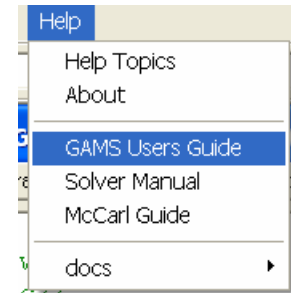 Help
Help Topics
About
GAMS Users Guide
Solver Manual
McCarl Guide
docs